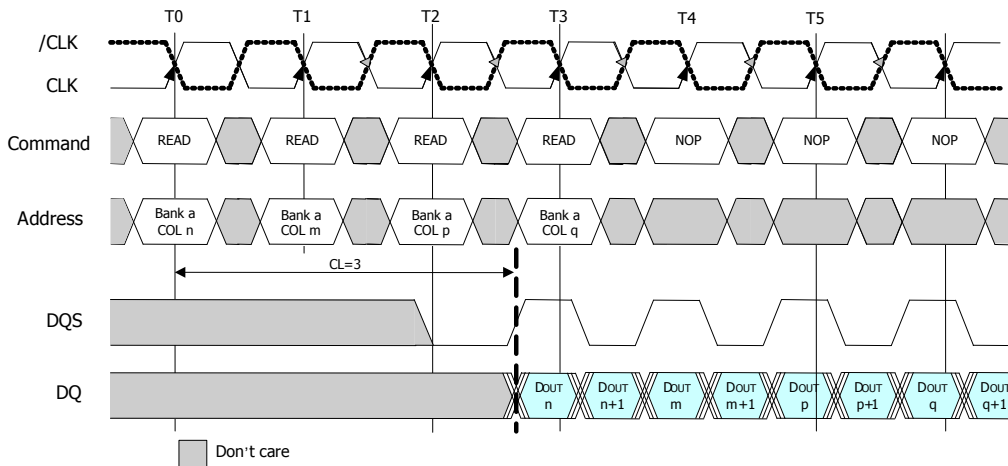 T0 T1 T2 T3 T4 T5
/CLK
CLK
Command READ READ READ READ NOP NOP NOP
Address Bank a COL n Bank a COL m Bank a COL p Bank a COL q
CL=3
DQS
DQ DOUT n DOUT n+1 DOUT m DOUT m+1 DOUT p DOUT p+1 DOUT q DOUT q+1
Don't care